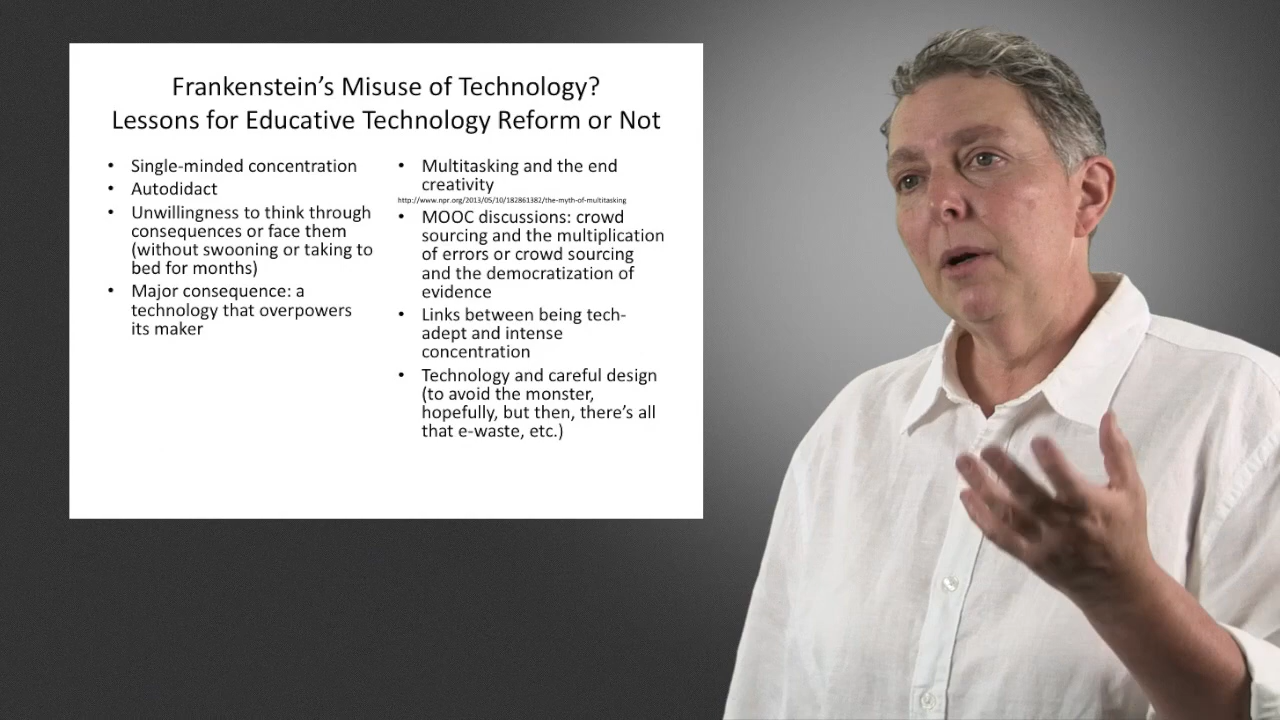 Frankenstein's Misuse of Technology?
Lessons for Educative Technology Reform or Not
• Single-minded concentration
• Autodidact
• Unwillingness to think through
consequences or face them
(without swooning or taking to
bed for months)
• Major consequence: a
technology that overpowers
its maker
• Multitasking and the end
creativity
http://www.npr.org/2013/05/10/182861382/the-myth-of-multitasking
• MOOC discussions: crowd
sourcing and the multiplication
of errors or crowd sourcing
and the democratization of
evidence
• Links between being tech-
adept and intense
concentration
• Technology and careful design
(to avoid the monster,
hopefully, but then, there's all
that e-waste, etc.)